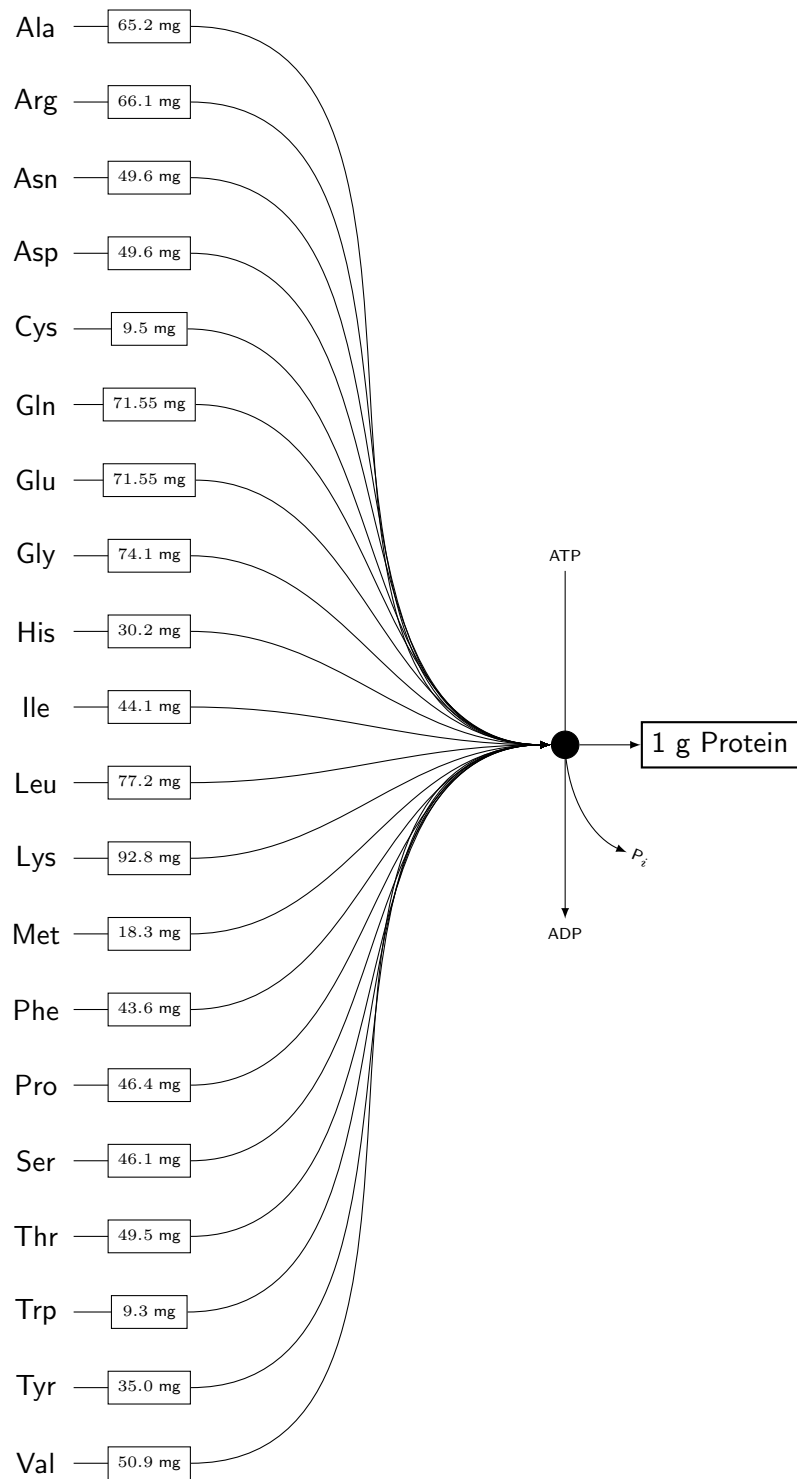 Ala 65.2 mg
Arg 66.1 mg
Asn 49.6 mg
Asp 49.6 mg
Cys 9.5 mg
Gln 71.55 mg
Glu 71.55 mg
Gly 74.1 mg
ATP
His 30.2 mg
Ile 44.1 mg
1 g Protein
Leu 77.2 mg
Lys 92.8 mg
P_i
Met 18.3 mg
ADP
Phe 43.6 mg
Pro 46.4 mg
Ser 46.1 mg
Thr 49.5 mg
Trp 9.3 mg
Tyr 35.0 mg
Val 50.9 mg